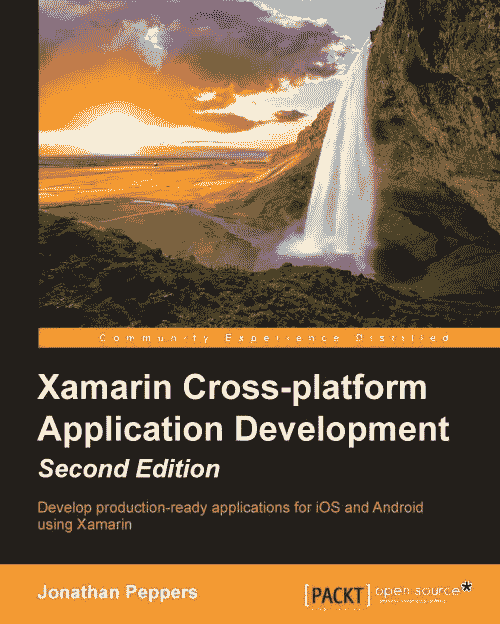 Community Experience Distilled
Xamarin Cross-platform
Application Development
Second Edition
Develop production-ready applications for iOS and Android
using Xamarin
Jonathan Peppers
[PACKT] open source*